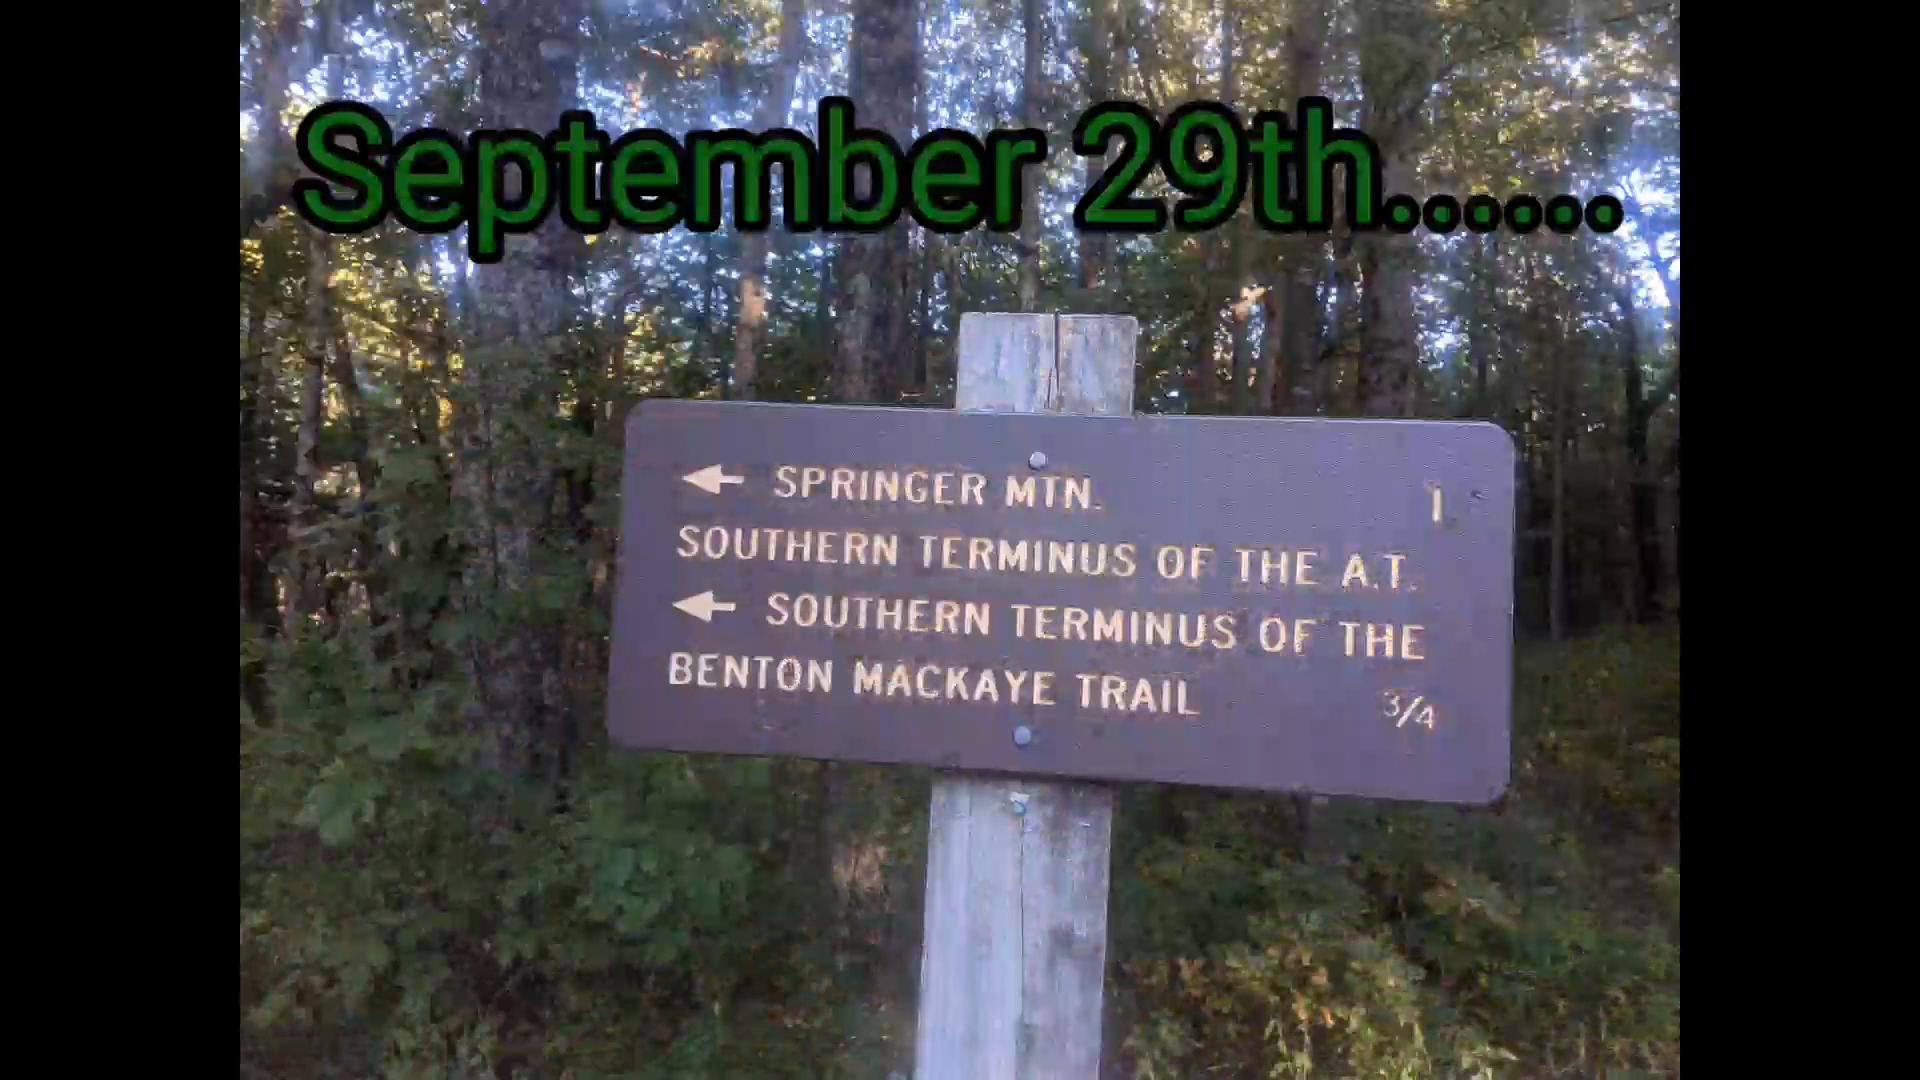 September 29th......
← SPRINGER MTN. 1
SOUTHERN TERMINUS OF THE A.T.
← SOUTHERN TERMINUS OF THE
BENTON MACKAYE TRAIL 3/4